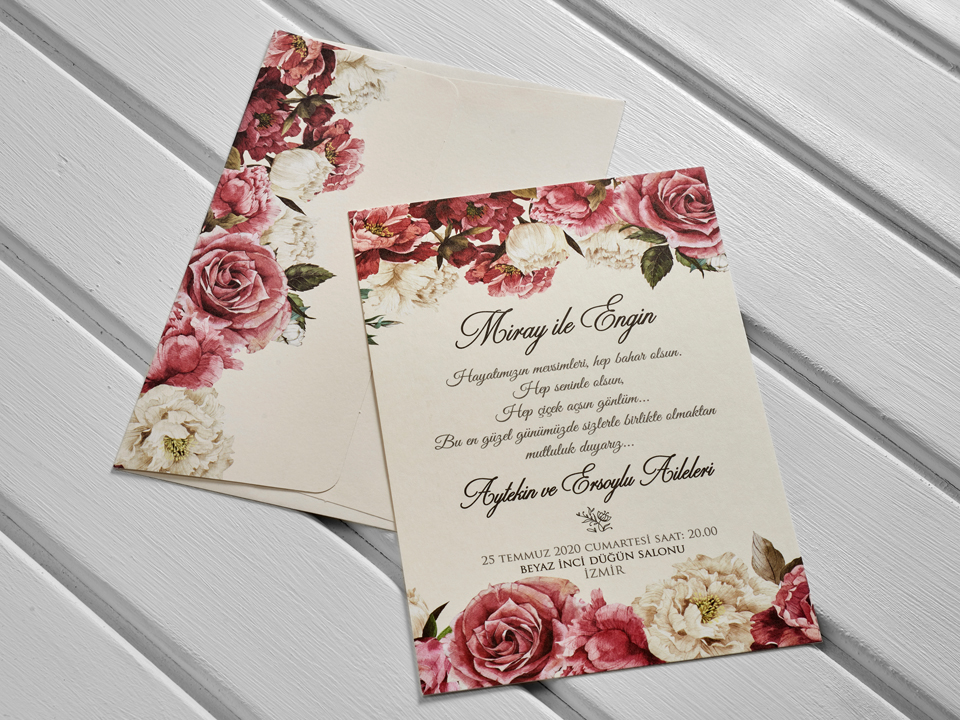 Miray ile Engin
Hayatımızın mevsimleri, hep bahar olsun.
Hep seninle olsun,
Hep çiçek açsın gönlüm...
Bu en güzel günümüzde sizlerle birlikte olmaktan
mutluluk duyarız...
Aytekin ve Ersoylu Aileleri
25 TEMMUZ 2020 CUMARTESİ SAAT: 20.00
BEYAZ İNCİ DÜĞÜN SALONU
İZMİR